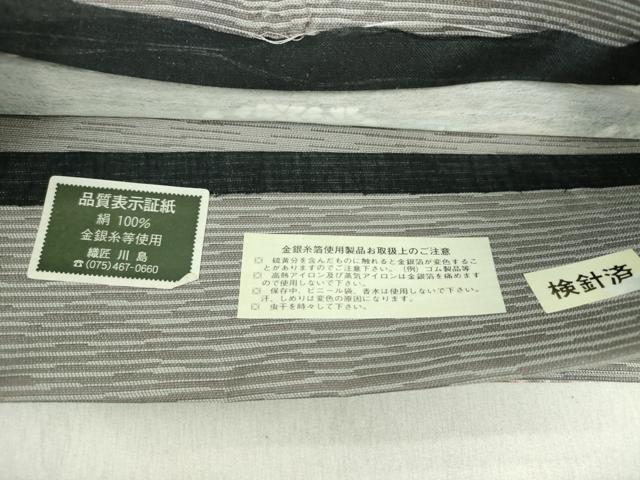 品質表示証紙
絹 100%
金銀糸等使用
織匠 川島
☎(075)467-0660
金銀糸箔使用製品お取扱上のご注意
☒ 硫黄分を含んだものに触れると金銀箔が変色するこ
とがありますのでご注意下さい。(例)ゴム製品等
☒ 高熱アイロン及び蒸気アイロンは金銀箔を痛めます
ので使用しないで下さい。
☒ 保存中、ビニール袋、香水は使用しないで下さい。
汗、しめりは変色の原因になります。
☒ 虫干を時々して下さい。
検針済